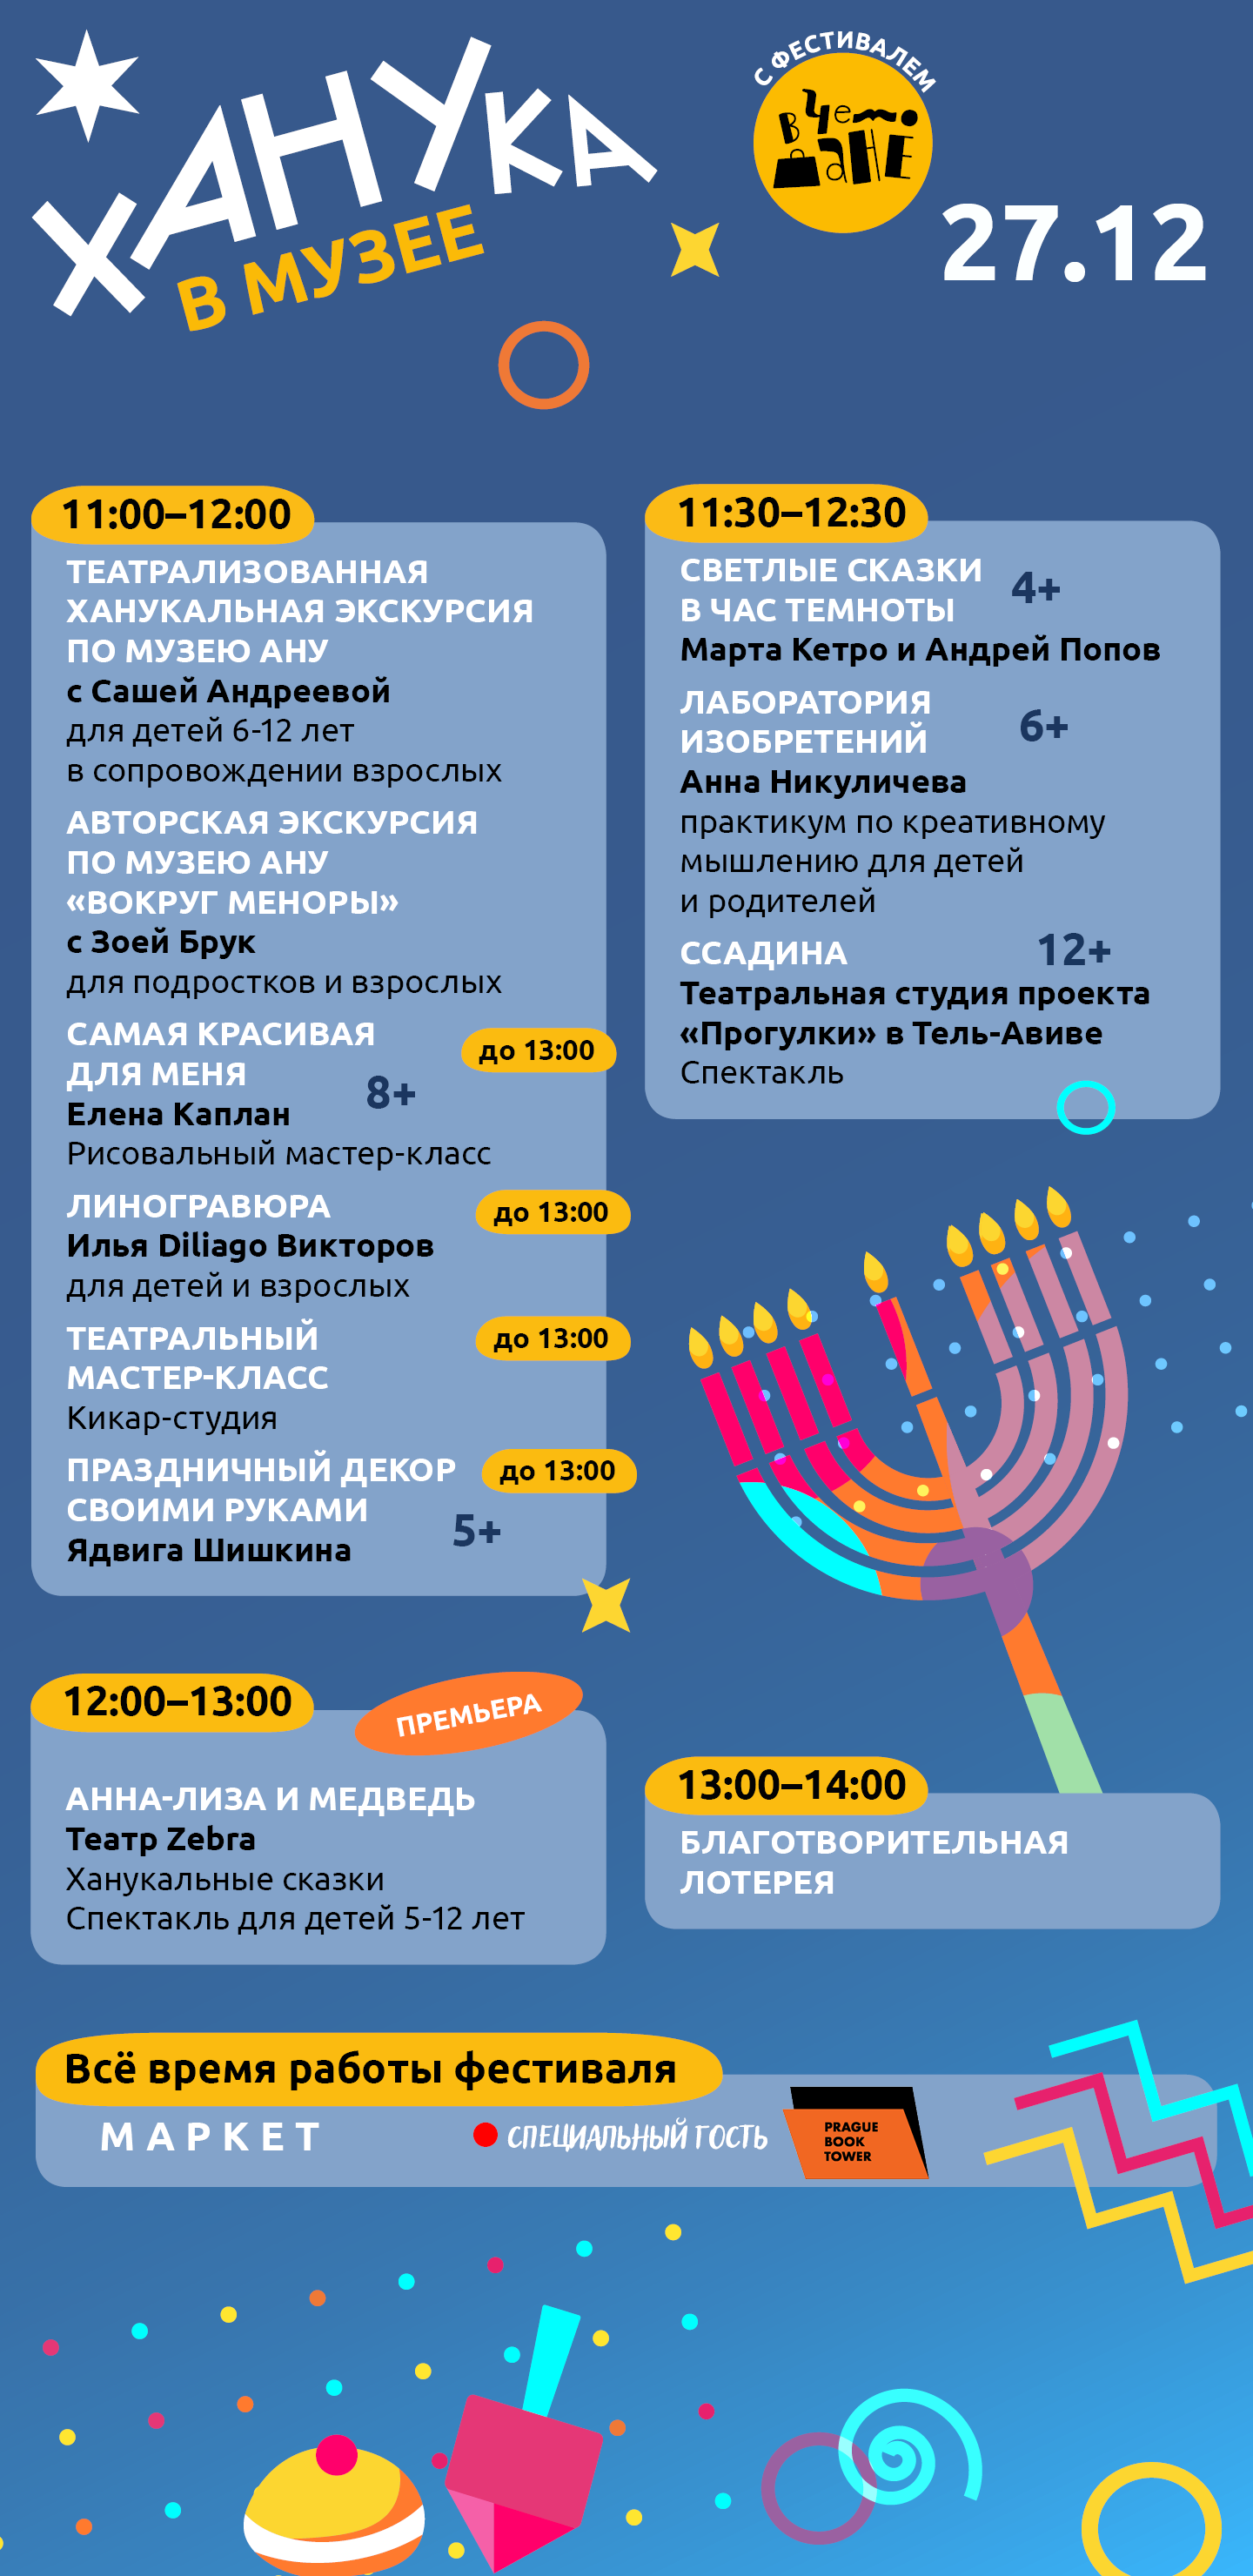 ХАНУКА
В МУЗЕЕ
С ФЕСТИВАЛЕМ
В Чемо
дАНЕ
27.12
11:00–12:00
ТЕАТРАЛИЗОВАННАЯ
ХАНУКАЛЬНАЯ ЭКСКУРСИЯ
ПО МУЗЕЮ АНУ
с Сашей Андреевой
для детей 6-12 лет
в сопровождении взрослых
АВТОРСКАЯ ЭКСКУРСИЯ
ПО МУЗЕЮ АНУ
«ВОКРУГ МЕНОРЫ»
с Зоей Брук
для подростков и взрослых
САМАЯ КРАСИВАЯ
до 13:00
ДЛЯ МЕНЯ
8+
Елена Каплан
Рисовальный мастер-класс
ЛИНОГРАВЮРА
до 13:00
Илья Diliago Викторов
для детей и взрослых
ТЕАТРАЛЬНЫЙ
до 13:00
МАСТЕР-КЛАСС
Кикар-студия
ПРАЗДНИЧНЫЙ ДЕКОР
до 13:00
СВОИМИ РУКАМИ
5+
Ядвига Шишкина
11:30–12:30
СВЕТЛЫЕ СКАЗКИ
4+
В ЧАС ТЕМНОТЫ
Марта Кетро и Андрей Попов
ЛАБОРАТОРИЯ
6+
ИЗОБРЕТЕНИЙ
Анна Никуличева
практикум по креативному
мышлению для детей
и родителей
ССАДИНА
12+
Театральная студия проекта
«Прогулки» в Тель-Авиве
Спектакль
12:00–13:00
ПРЕМЬЕРА
АННА-ЛИЗА И МЕДВЕДЬ
Театр Zebra
Ханукальные сказки
Спектакль для детей 5-12 лет
13:00–14:00
БЛАГОТВОРИТЕЛЬНАЯ
ЛОТЕРЕЯ
Всё время работы фестиваля
МАРКЕТ
СПЕЦИАЛЬНЫЙ ГОСТЬ
PRAGUE
BOOK
TOWER